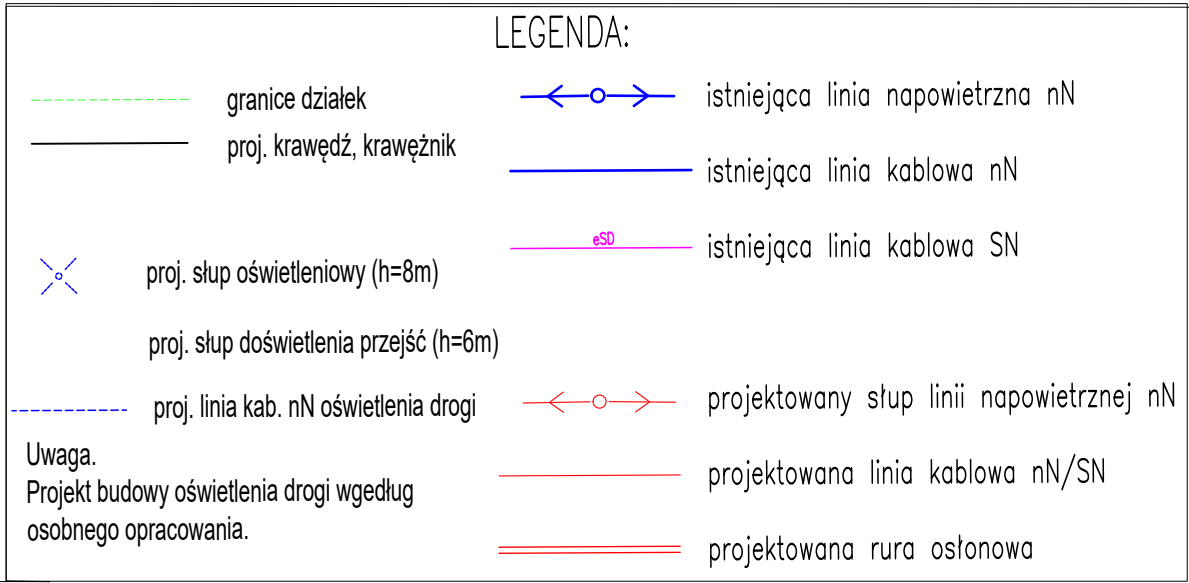 LEGENDA:
granice działek
proj. krawędź, krawężnik
proj. słup oświetleniowy (h=8m)
proj. słup doświetlenia przejść (h=6m)
proj. linia kab. nN oświetlenia drogi
Uwaga.
Projekt budowy oświetlenia drogi wgedług
osobnego opracowania.
istniejąca linia napowietrzna nN
istniejąca linia kablowa nN
eSD
istniejąca linia kablowa SN
projektowany słup linii napowietrznej nN
projektowana linia kablowa nN/SN
projektowana rura osłonowa